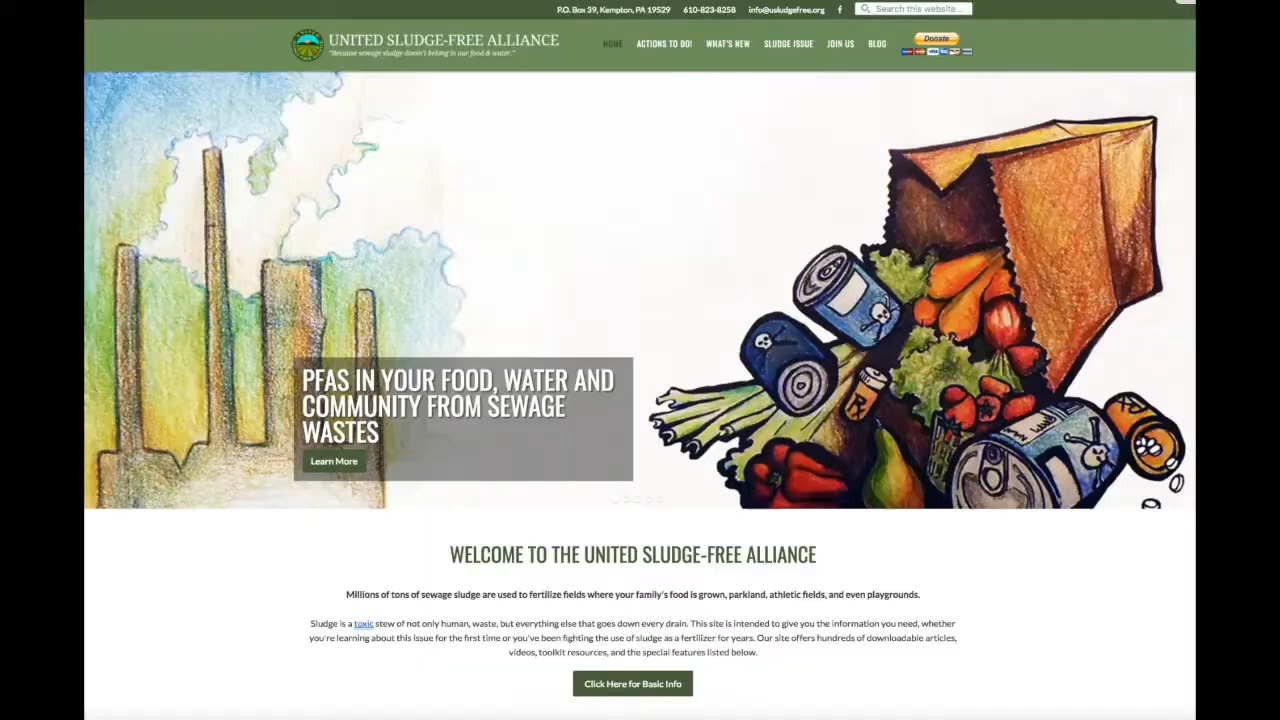 P.O. Box 39, Kempton, PA 19529 610-823-8258 info@usludgefree.org f Search this website ..
UNITED SLUDGE-FREE ALLIANCE
"Because sewage sludge doesn't belong in our food & water."
HOME ACTIONS TO DO! WHAT'S NEW SLUDGE ISSUE JOIN US BLOG Donate
PFAS IN YOUR FOOD, WATER AND
COMMUNITY FROM SEWAGE
WASTES
Learn More
WELCOME TO THE UNITED SLUDGE-FREE ALLIANCE
Millions of tons of sewage sludge are used to fertilize fields where your family's food is grown, parkland, athletic fields, and even playgrounds.
Sludge is a toxic stew of not only human, waste, but everything else that goes down every drain. This site is intended to give you the information you need, whether
you're learning about this issue for the first time or you've been fighting the use of sludge as a fertilizer for years. Our site offers hundreds of downloadable articles,
videos, toolkit resources, and the special features listed below.
Click Here for Basic Info